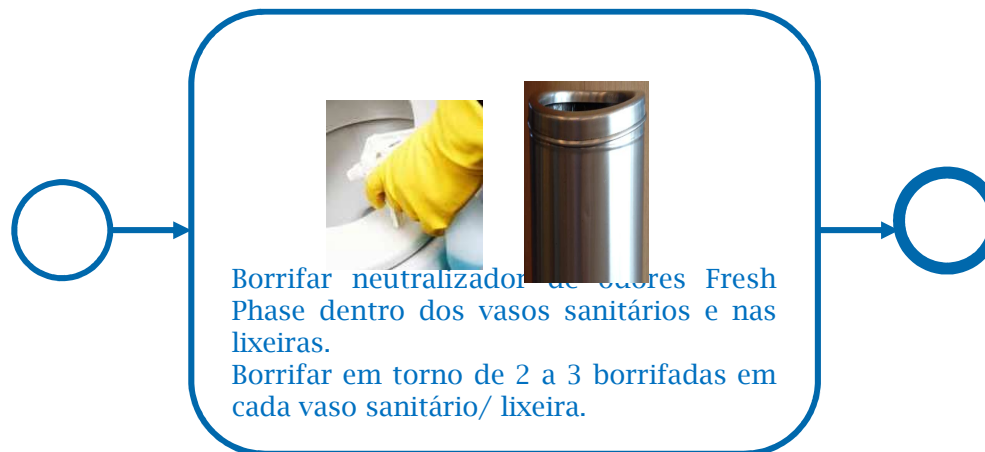 Borrifar neutralizador de odores Fresh
Phase dentro dos vasos sanitários e nas
lixeiras.
Borrifar em torno de 2 a 3 borrifadas em
cada vaso sanitário/ lixeira.